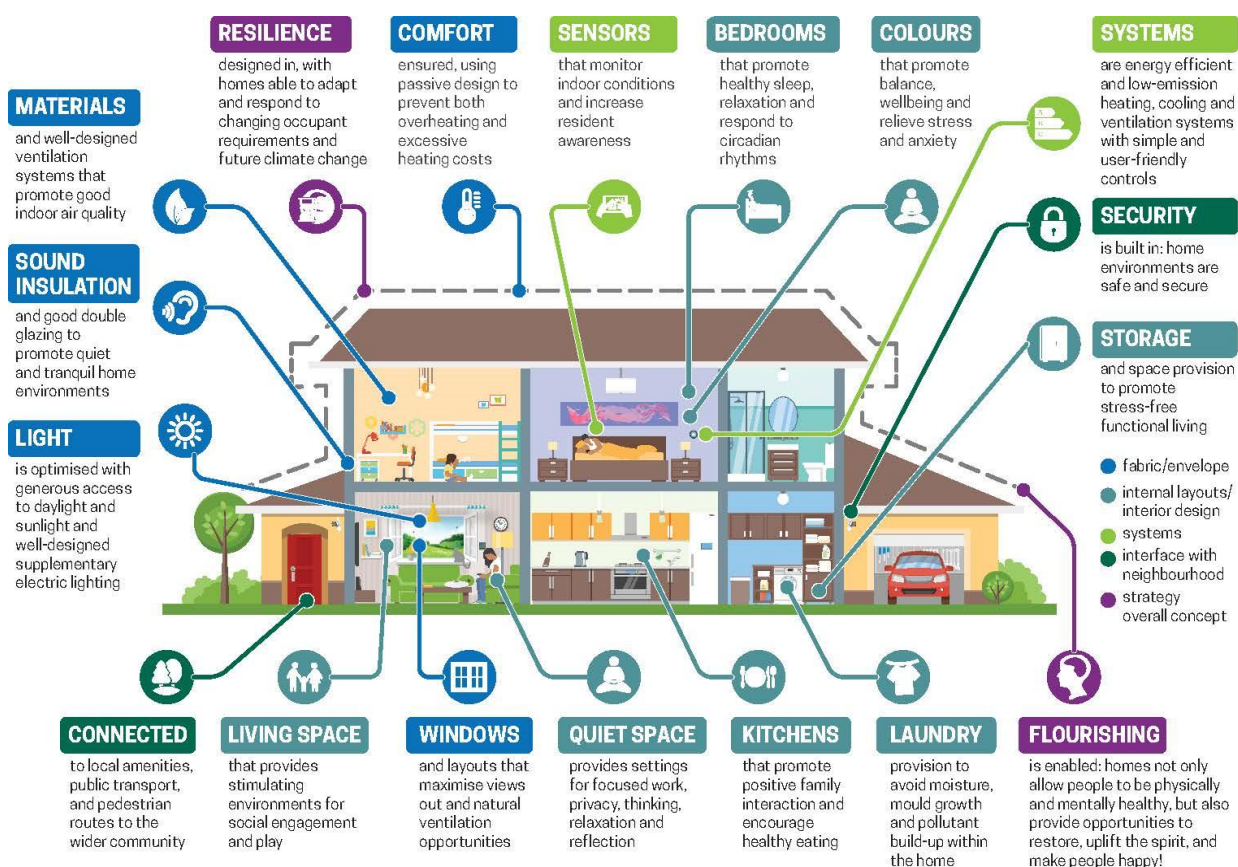 RESILIENCE
designed in, with
homes able to adapt
and respond to
changing occupant
requirements and
future climate change
COMFORT
ensured, using
passive design to
prevent both
overheating and
excessive
heating costs
SENSORS
that monitor
indoor conditions
and increase
resident
awareness
BEDROOMS
that promote
healthy sleep,
relaxation and
respond to
circadian
rhythms
COLOURS
that promote
balance,
wellbeing and
relieve stress
and anxiety
SYSTEMS
are energy efficient
and low-emission
heating, cooling and
ventilation systems
with simple and
user-friendly
controls
MATERIALS
and well-designed
ventilation
systems that
promote good
indoor air quality
SOUND
INSULATION
and good double
glazing to
promote quiet
and tranquil home
environments
LIGHT
is optimised with
generous access
to daylight and
sunlight and
well-designed
supplementary
electric lighting
SECURITY
is built in: home
environments are
safe and secure
STORAGE
and space provision
to promote
stress-free
functional living
fabric/envelope
internal layouts/
interior design
systems
interface with
neighbourhood
strategy
overall concept
CONNECTED
to local amenities,
public transport,
and pedestrian
routes to the
wider community
LIVING SPACE
that provides
stimulating
environments for
social engagement
and play
WINDOWS
and layouts that
maximise views
out and natural
ventilation
opportunities
QUIET SPACE
provides settings
for focused work,
privacy, thinking,
relaxation and
reflection
KITCHENS
that promote
positive family
interaction and
encourage
healthy eating
LAUNDRY
provision to
avoid moisture,
mould growth
and pollutant
build-up within
the home
FLOURISHING
is enabled: homes not only
allow people to be physically
and mentally healthy, but also
provide opportunities to
restore, uplift the spirit, and
make people happy!